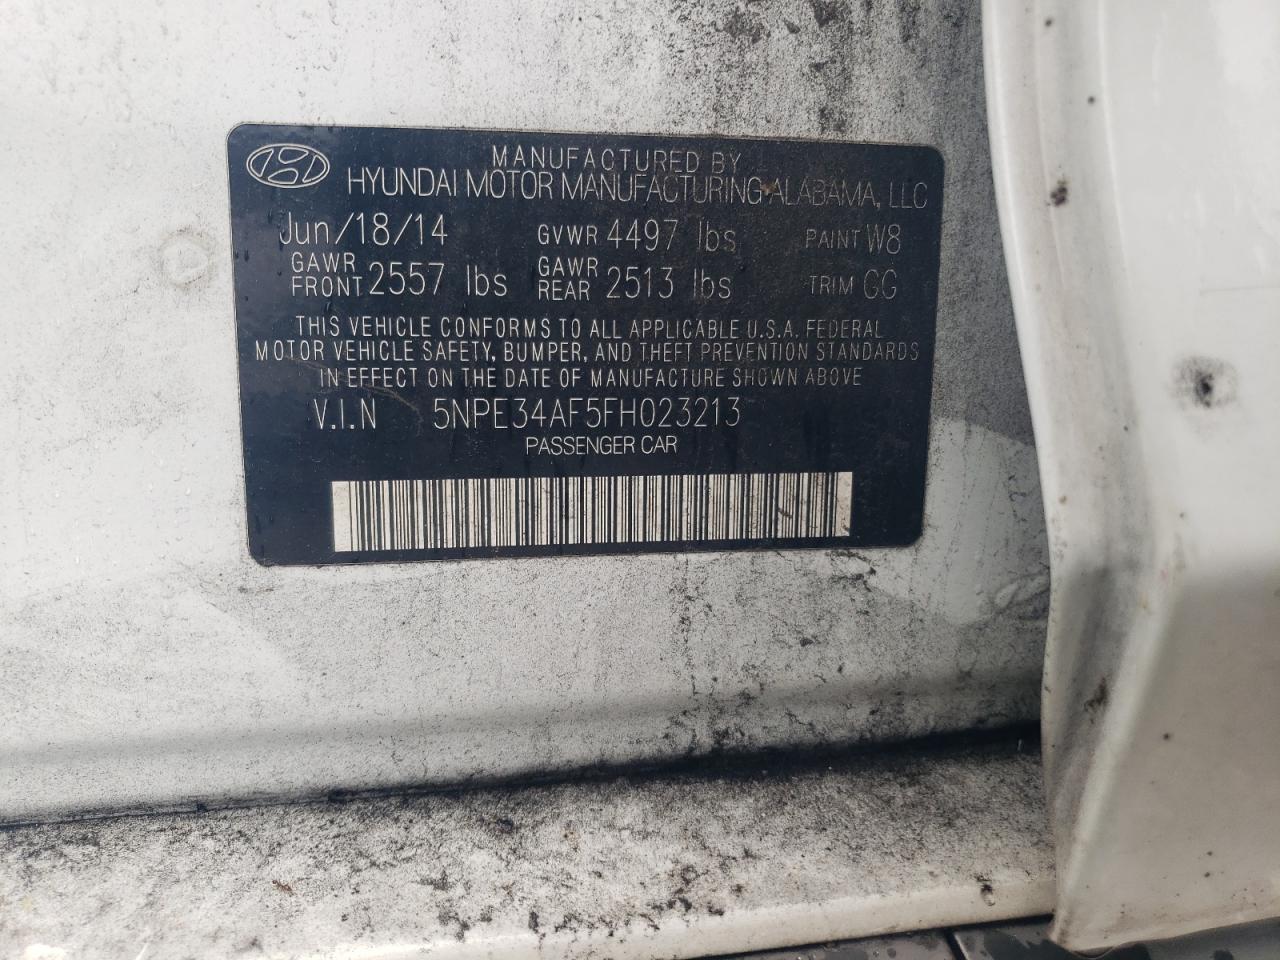 MANUFACTURED BY
HYUNDAI MOTOR MANUFACTURING ALABAMA, LLC
Jun/18/14 GVWR 4497 lbs PAINT W8
GAWR FRONT 2557 lbs GAWR REAR 2513 lbs TRIM GG
THIS VEHICLE CONFORMS TO ALL APPLICABLE U.S.A. FEDERAL
MOTOR VEHICLE SAFETY, BUMPER, AND THEFT PREVENTION STANDARDS
IN EFFECT ON THE DATE OF MANUFACTURE SHOWN ABOVE
V.I.N 5NPE34AF5FH023213
PASSENGER CAR